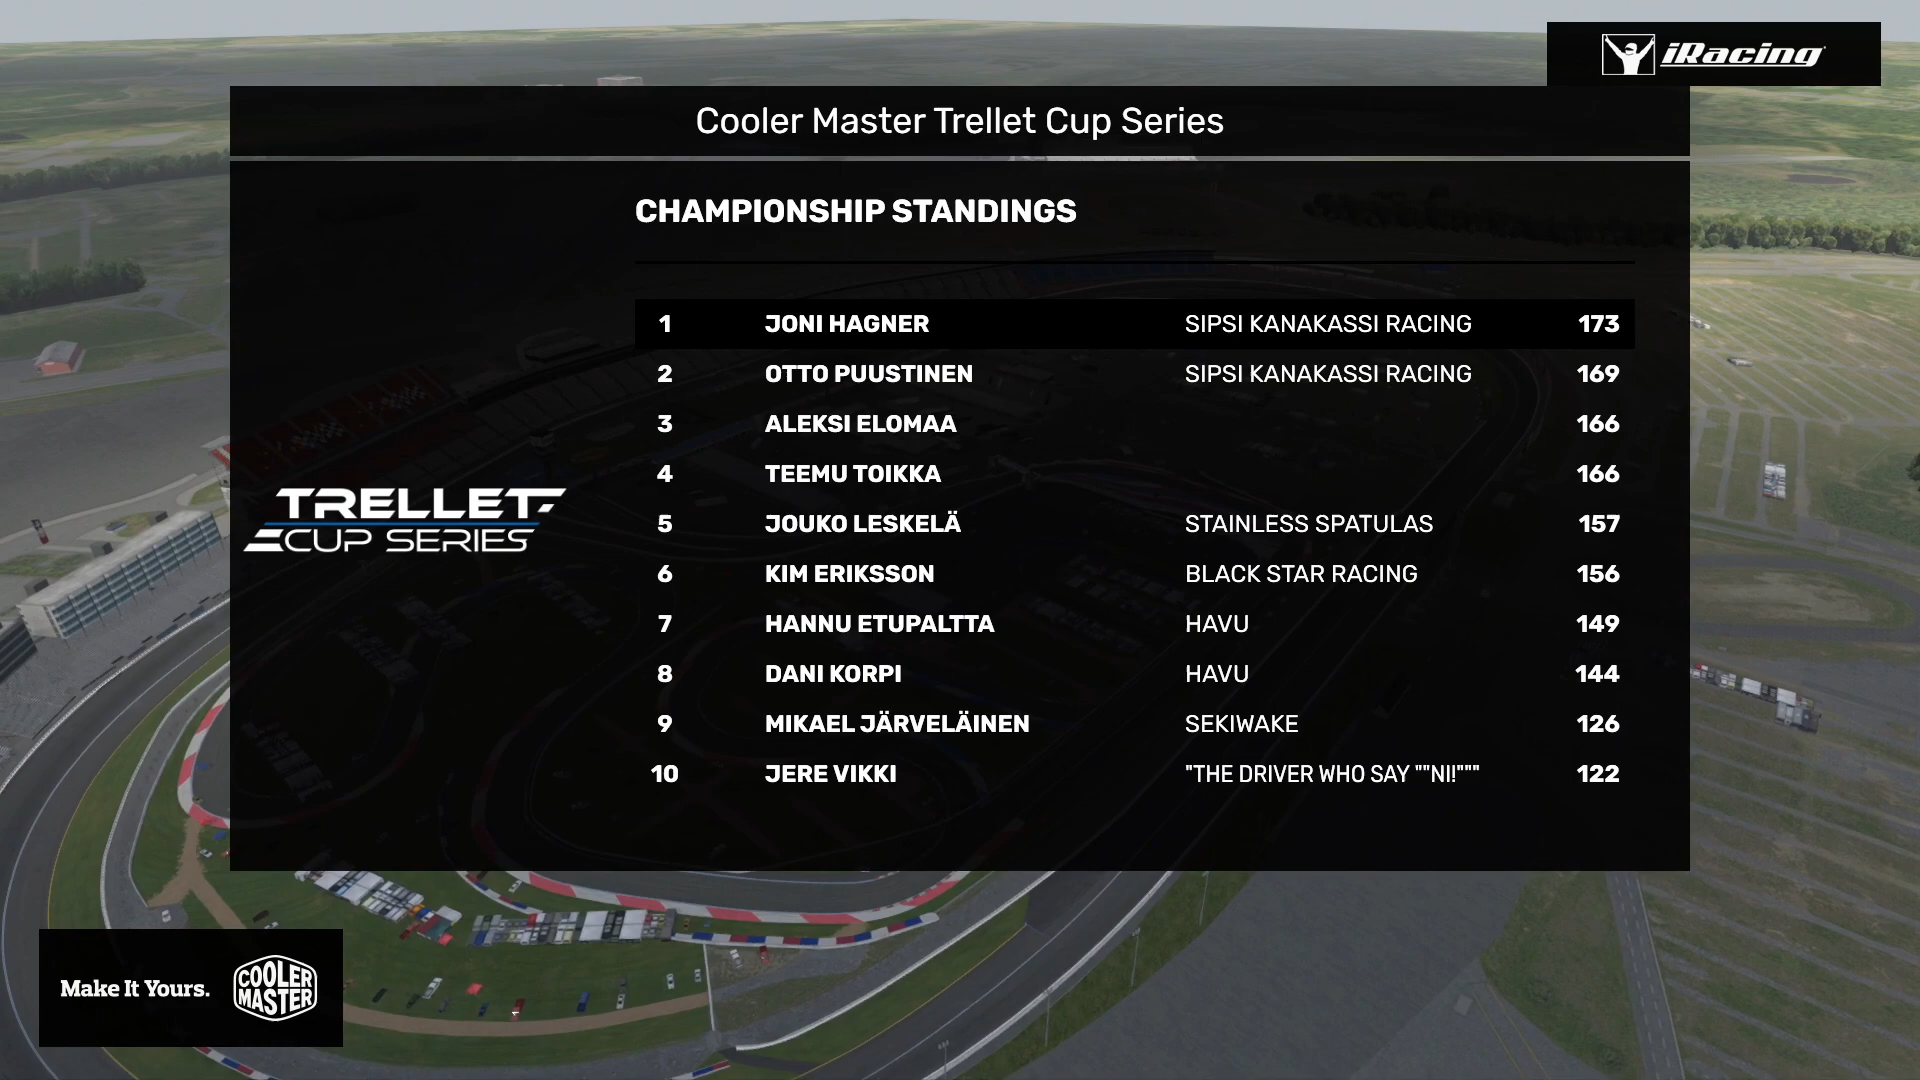 iRacing
Cooler Master Trellet Cup Series
CHAMPIONSHIP STANDINGS
1 JONI HAGNER SIPSI KANAKASSI RACING 173
2 OTTO PUUSTINEN SIPSI KANAKASSI RACING 169
3 ALEKSI ELOMAA 166
4 TEEMU TOIKKA 166
5 JOUKO LESKELÄ STAINLESS SPATULAS 157
6 KIM ERIKSSON BLACK STAR RACING 156
7 HANNU ETUPALTTA HAVU 149
8 DANI KORPI HAVU 144
9 MIKAEL JÄRVELÄINEN SEKIWAKE 126
10 JERE VIKKI "THE DRIVER WHO SAY ""NI!""" 122
TRELLET
CUP SERIES
Make It Yours.
COOLER
MASTER